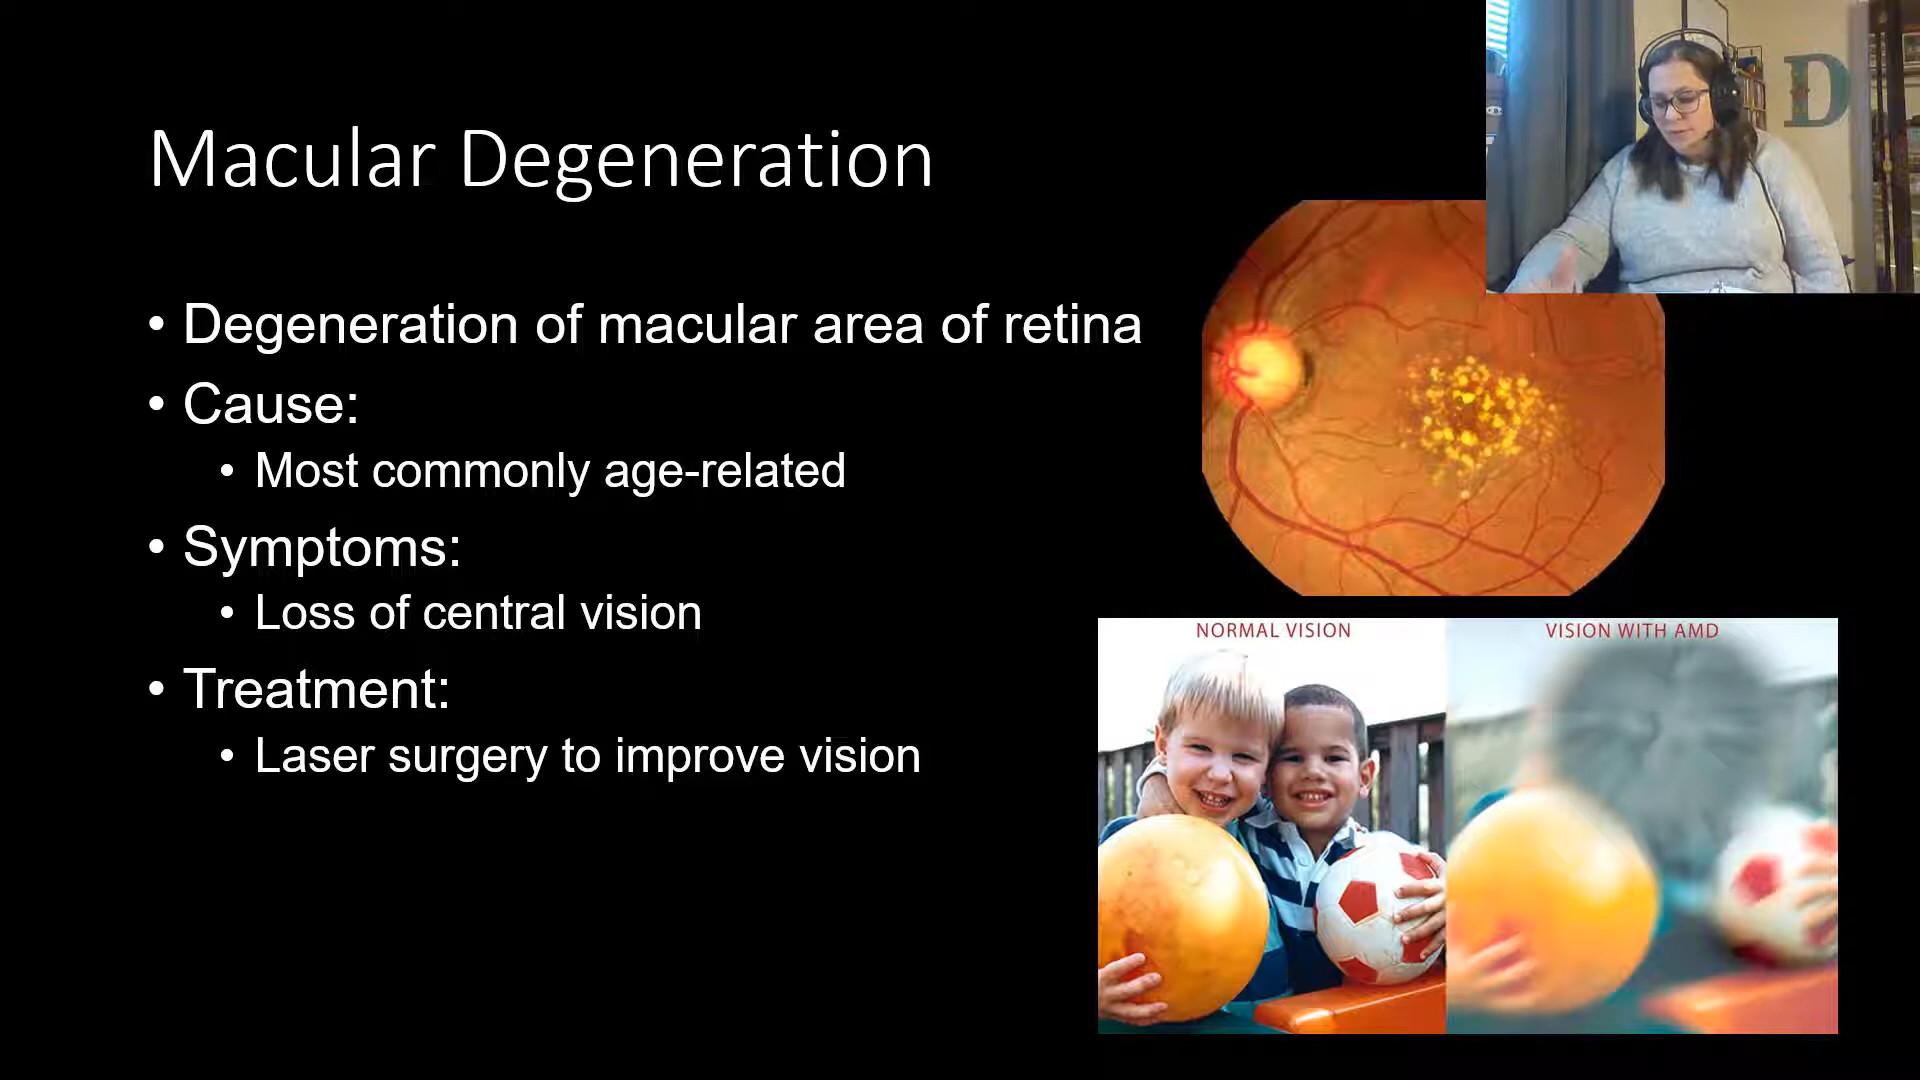 Macular Degeneration
• Degeneration of macular area of retina
• Cause:
• Most commonly age-related
• Symptoms:
• Loss of central vision
• Treatment:
• Laser surgery to improve vision
D
NORMAL VISION
VISION WITH AMD